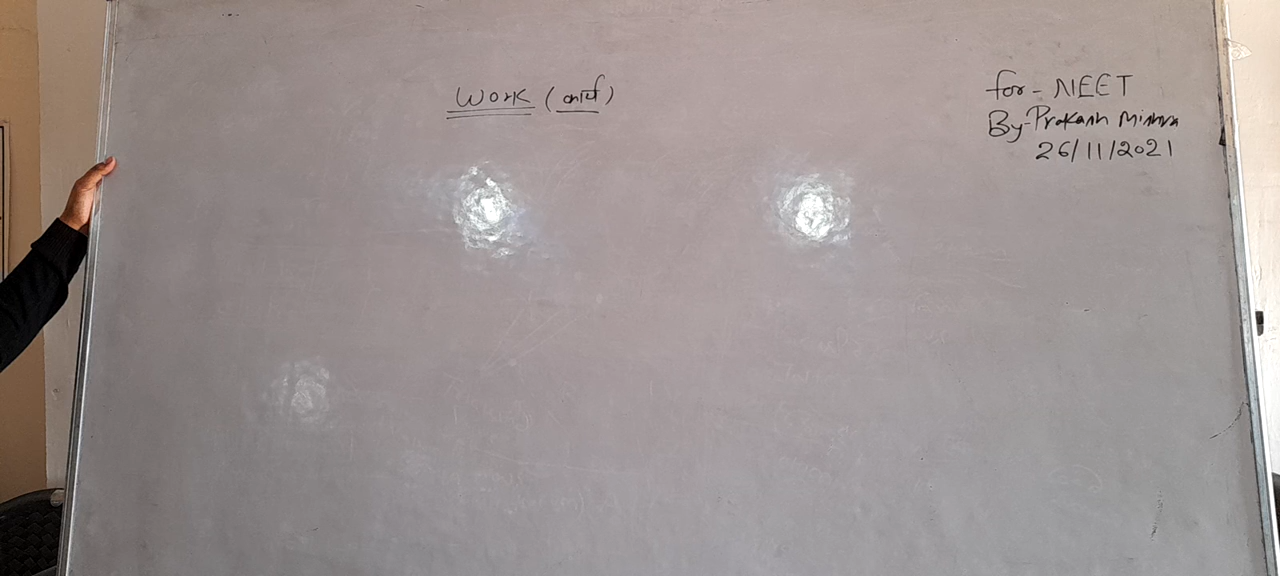 Work (कार्य)
for - NEET
By- Prakash Mishra
26/11/2021